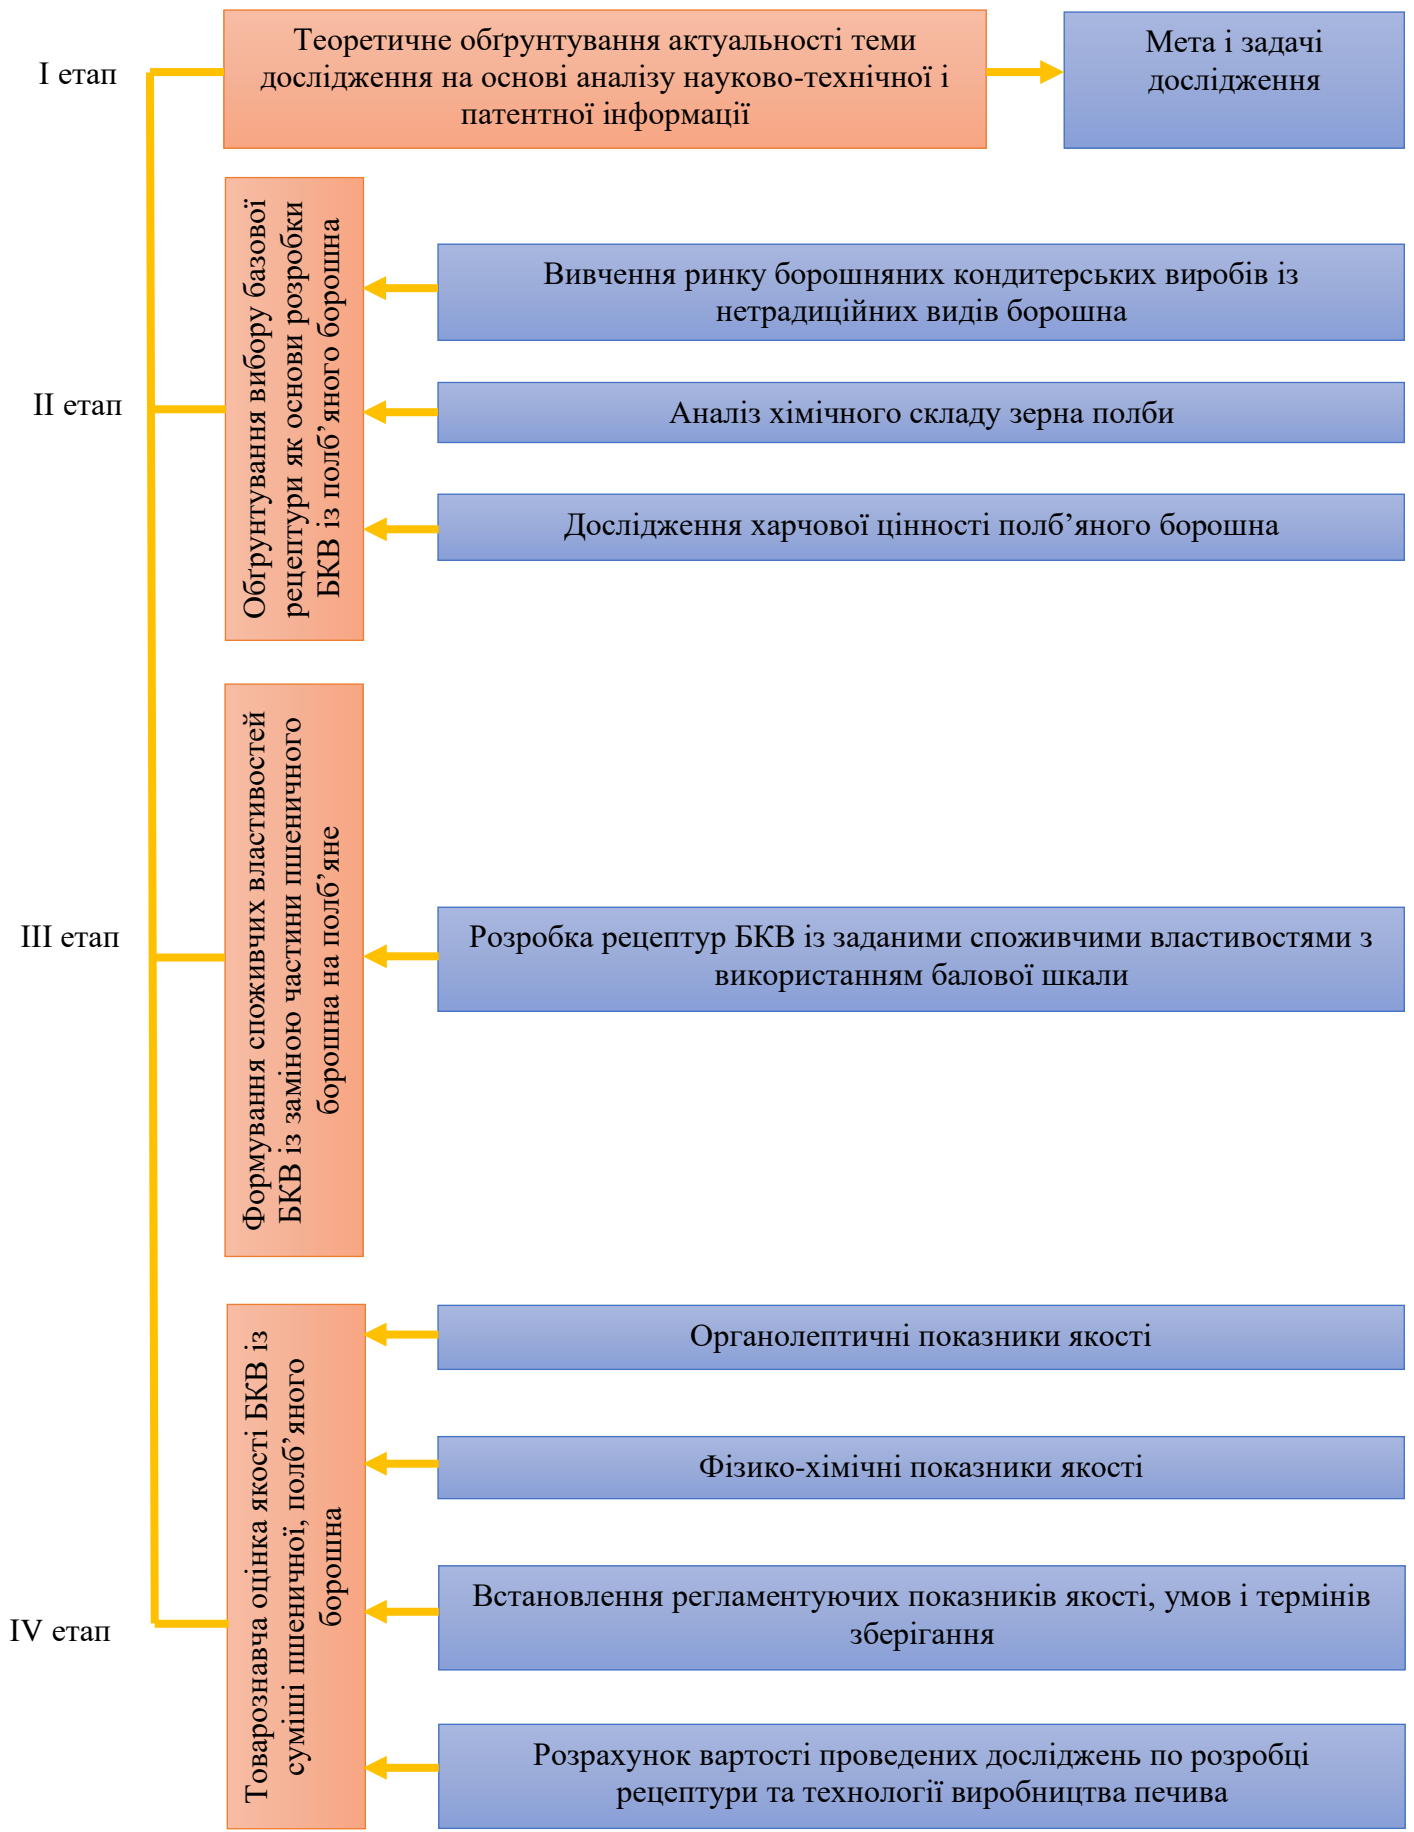 І етап
Теоретичне обґрунтування актуальності теми
дослідження на основі аналізу науково-технічної і
патентної інформації
Мета і задачі
дослідження
ІІ етап
Обґрунтування вибору базової
рецептури як основи розробки
БКВ із полб’яного борошна
Вивчення ринку борошняних кондитерських виробів із
нетрадиційних видів борошна
Аналіз хімічного складу зерна полби
Дослідження харчової цінності полб’яного борошна
ІІІ етап
Формування споживчих властивостей
БКВ із заміною частини пшеничного
борошна на полб’яне
Розробка рецептур БКВ із заданими споживчими властивостями з
використанням балової шкали
IV етап
Товарознавча оцінка якості БКВ із
суміші пшеничної, полб’яного
борошна
Органолептичні показники якості
Фізико-хімічні показники якості
Встановлення регламентуючих показників якості, умов і термінів
зберігання
Розрахунок вартості проведених досліджень по розробці
рецептури та технології виробництва печива